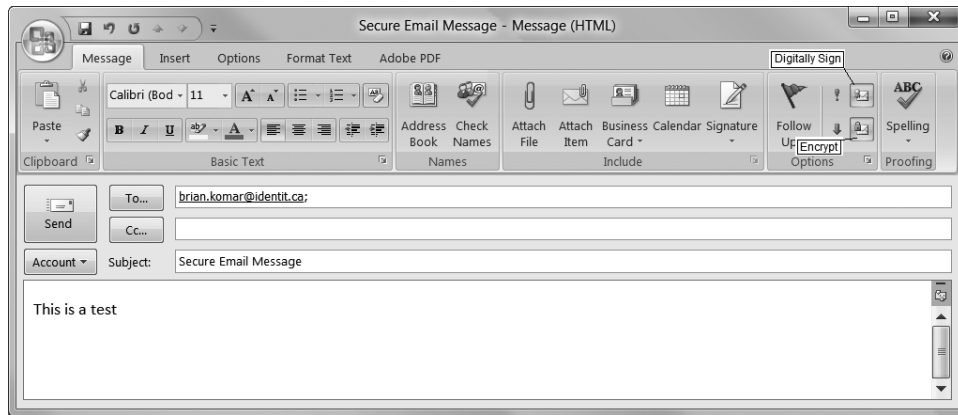 Secure Email Message - Message (HTML)
Message Insert Options Format Text Adobe PDF
Digitally Sign
Calibri (Bod 11 A A
ABC
Paste
B I U ab A
Address Book
Check Names
Attach File
Attach Item
Business Card
Calendar
Signature
Follow Up
Encrypt
Spelling
Clipboard Basic Text Names Include Options Proofing
Send
To... brian.komar@identit.ca;
Cc...
Account Subject: Secure Email Message
This is a test